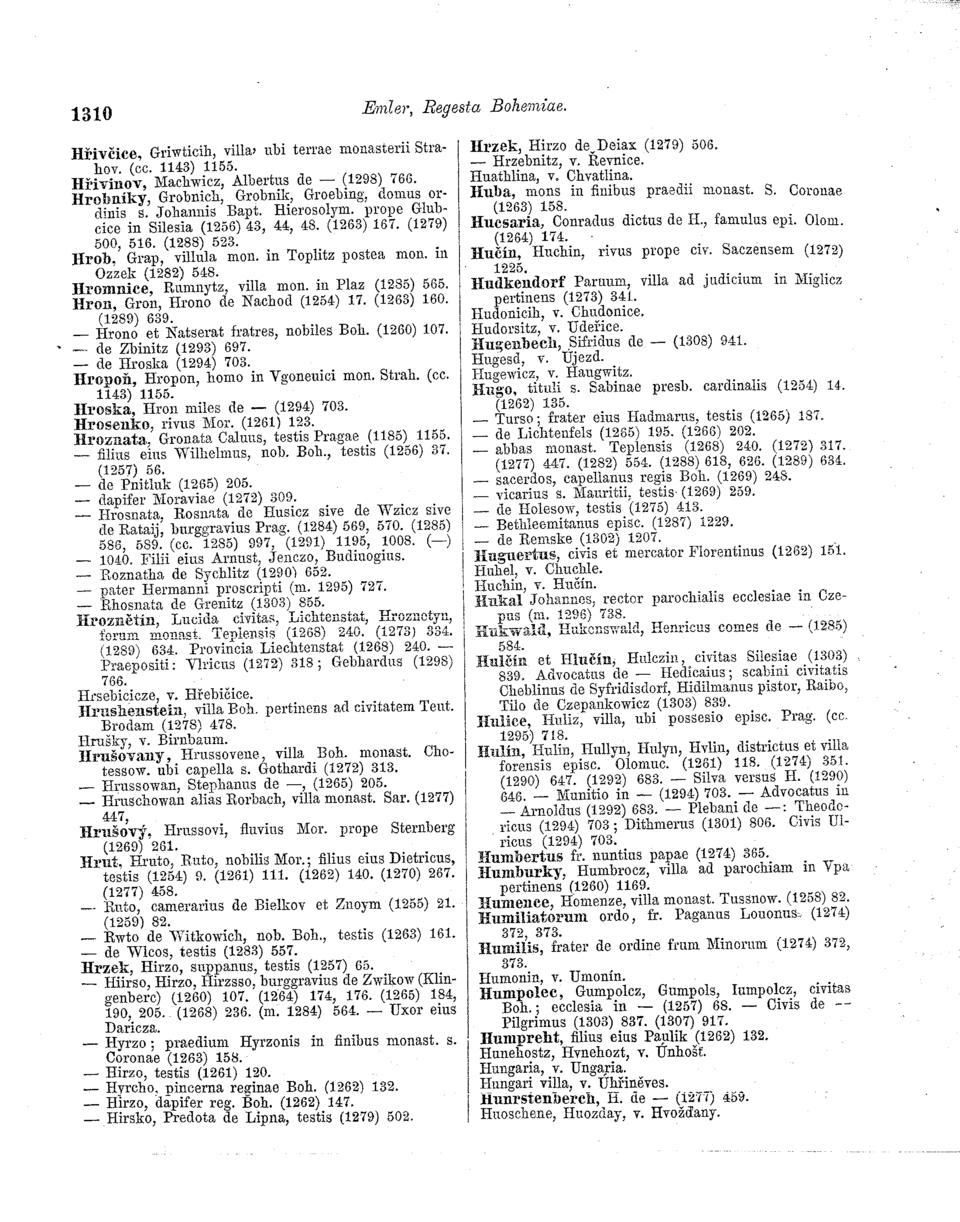 1310
Emler, Regesta Bohemiae.
Hřivčice, Griwticih, villa, ubi terrae monasterii Stra-
hov. (cc. 1143) 1155.
Hřivinov, Machwicz, Albertus de — (1298) 766.
Hrobníky, Grobnich, Grobnik, Groebing, domus or-
dinis s. Johannis Bapt. Hierosolym. prope Glub-
cice in Silesia (1256) 43, 44, 48. (1263) 167. (1279)
500, 516. (1288) 523.
Hrob, Grap, villula mon. in Toplitz postea mon. in
Ozzek (1282) 548.
Hromnice, Rumnytz, villa mon. in Plaz (1285) 565.
Hron, Gron, Hrono de Nachod (1254) 17. (1263) 160.
(1289) 639.
— Hrono et Natserat fratres, nobiles Boh. (1260) 107.
— de Zbinitz (1293) 697.
— de Hroska (1294) 703.
Hropoň, Hropon, homo in Vgoneuici mon. Strah. (cc.
1143) 1155.
Hroska, Hron miles de — (1294) 703.
Hrosenko, rivus Mor. (1261) 123.
Hroznata, Gronata Caluus, testis Pragae (1185) 1155.
— filius eius Wilhelmus, nob. Boh., testis (1256) 37.
(1257) 56.
— de Pnitluk (1265) 205.
— dapifer Moraviae (1272) 309.
— Hrosnata, Rosnata de Husicz sive de Wzicz sive
de Rataij, burggravius Prag. (1284) 569, 570. (1285)
586, 589. (cc. 1285) 997, (1291) 1195, 1008. (—)
— 1040. Filii eius Arnust, Jenczo, Budinogius.
— Roznatha de Sychlitz (1290) 652.
— pater Hermanni proscripti (m. 1295) 727.
— Rhosnata de Grenitz (1303) 855.
Hroznětín, Lucida civitas, Lichtenstat, Hroznetyn,
forum monast. Teplensis (1268) 240. (1273) 334.
(1289) 634. Provincia Liechtenstat (1268) 240. —
Praepositi: Vlricus (1272) 318; Gebhardus (1298)
766.
Hrsebicicze, v. Hřebičice.
Hrushenstein, villa Boh. pertinens ad civitatem Teut.
Brodam (1278) 478.
Hrušky, v. Birnbaum.
Hrušovany, Hrussovene, villa Boh. monast. Cho-
tessow. ubi capella s. Gothardi (1272) 313.
— Hrussowan, Stephanus de —, (1265) 205.
— Hruschowan alias Rorbach, villa monast. Sar. (1277)
447,
Hrušový, Hrussovi, fluvius Mor. prope Sternberg
(1269) 261.
Hrut, Hruto, Ruto, nobilis Mor.; filius eius Dietricus,
testis (1254) 9. (1261) 111. (1262) 140. (1270) 267.
(1277) 458.
— Ruto, camerarius de Bielkov et Znoym (1255) 21.
(1259) 82.
— Rwto de Witkowich, nob. Boh., testis (1263) 161.
— de Wlcos, testis (1283) 557.
Hrzek, Hirzo, suppanus, testis (1257) 65.
— Hiirso, Hirzo, Hirzsso, burggravius de Zwikow (Klin-
genberc) (1260) 107. (1264) 174, 176. (1265) 184,
190, 205. (1268) 236. (m. 1284) 564. — Uxor eius
Daricza.
— Hyrzo; praedium Hyrzonis in finibus monast. s.
Coronae (1263) 158.
— Hirzo, testis (1261) 120.
— Hyrcho, pincerna reginae Boh. (1262) 132.
— Hirzo, dapifer reg. Boh. (1262) 147.
— Hirsko, Predota de Lipna, testis (1279) 502.
Hrzek, Hirzo de Deiax (1279) 506.
— Hrzebnitz, v. Řevnice.
Huathlina, v. Chvatlina.
Huba, mons in finibus praedii monast. S. Coronae
(1263) 158.
Hucsaria, Conradus dictus de H., famulus epi. Olom.
(1264) 174.
Hučín, Huchin, rivus prope civ. Saczensem (1272)
1225.
Hudkendorf Paruum, villa ad judicium in Miglicz
pertinens (1273) 341.
Hudonicih, v. Chudonice.
Hudorsitz, v. Udeřice.
Hugenbech, Sifridus de — (1308) 941.
Hugesd, v. Újezd.
Hugewicz, v. Haugwitz.
Hugo, tituli s. Sabinae presb. cardinalis (1254) 14.
(1262) 135.
— Turso; frater eius Hadmarus, testis (1265) 187.
— de Lichtenfels (1265) 195. (1266) 202.
— abbas monast. Teplensis (1268) 240. (1272) 317.
(1277) 447. (1282) 554. (1288) 618, 626. (1289) 634.
— sacerdos, capellanus regis Boh. (1269) 248.
— vicarius s. Mauritii, testis (1269) 259.
— de Holesow, testis (1275) 413.
— Bethleemitanus episc. (1287) 1229.
— de Remske (1302) 1207.
Huguertus, civis et mercator Florentinus (1262) 151.
Huhel, v. Chuchle.
Huchin, v. Hučín.
Hukal Johannes, rector parochialis ecclesiae in Cze-
pus (m. 1296) 738.
Hukwald, Hukenswald, Henricus comes de — (1285)
584.
Hulčín et Hlučín, Hulczin, civitas Silesiae (1303)
839. Advocatus de — Hedicaius; scabini civitatis
Cheblinus de Syfridisdorf, Hidilmanus pistor, Raibo,
Tilo de Czepankowicz (1303) 839.
Hulice, Huliz, villa, ubi possesio episc. Prag. (cc.
1295) 718.
Hulín, Hulin, Hullyn, Hulyn, Hvlin, districtus et villa
forensis episc. Olomuc. (1261) 118. (1274) 351.
(1290) 647. (1292) 683. — Silva versus H. (1290)
646. — Munitio in — (1294) 703. — Advocatus in
— Arnoldus (1292) 683. — Plebani de —: Theodo-
ricus (1294) 703; Dithmerus (1301) 806. Civis Ul-
ricus (1294) 703.
Humbertus fr. nuntius papae (1274) 365.
Humburky, Humbrocz, villa ad parochiam in Vpa
pertinens (1260) 1169.
Humence, Homenze, villa monast. Tussnow. (1258) 82.
Humiliatorum ordo, fr. Paganus Louonus. (1274)
372, 373.
Humilis, frater de ordine frum Minorum (1274) 372,
373.
Humonin, v. Umonín.
Humpolec, Gumpolcz, Gumpols, Iumpolcz, civitas
Boh.; ecclesia in — (1257) 68. — Civis de —
Pilgrimus (1303) 837. (1307) 917.
Humpreht, filius eius Paulik (1262) 132.
Hunehostz, Hvnehozt, v. Únhošť.
Hungaria, v. Ungaria.
Hungari villa, v. Úhřiněves.
Hunrstenberch, H. de — (1277) 459.
Huoschene, Huozday, v. Hvožďany.